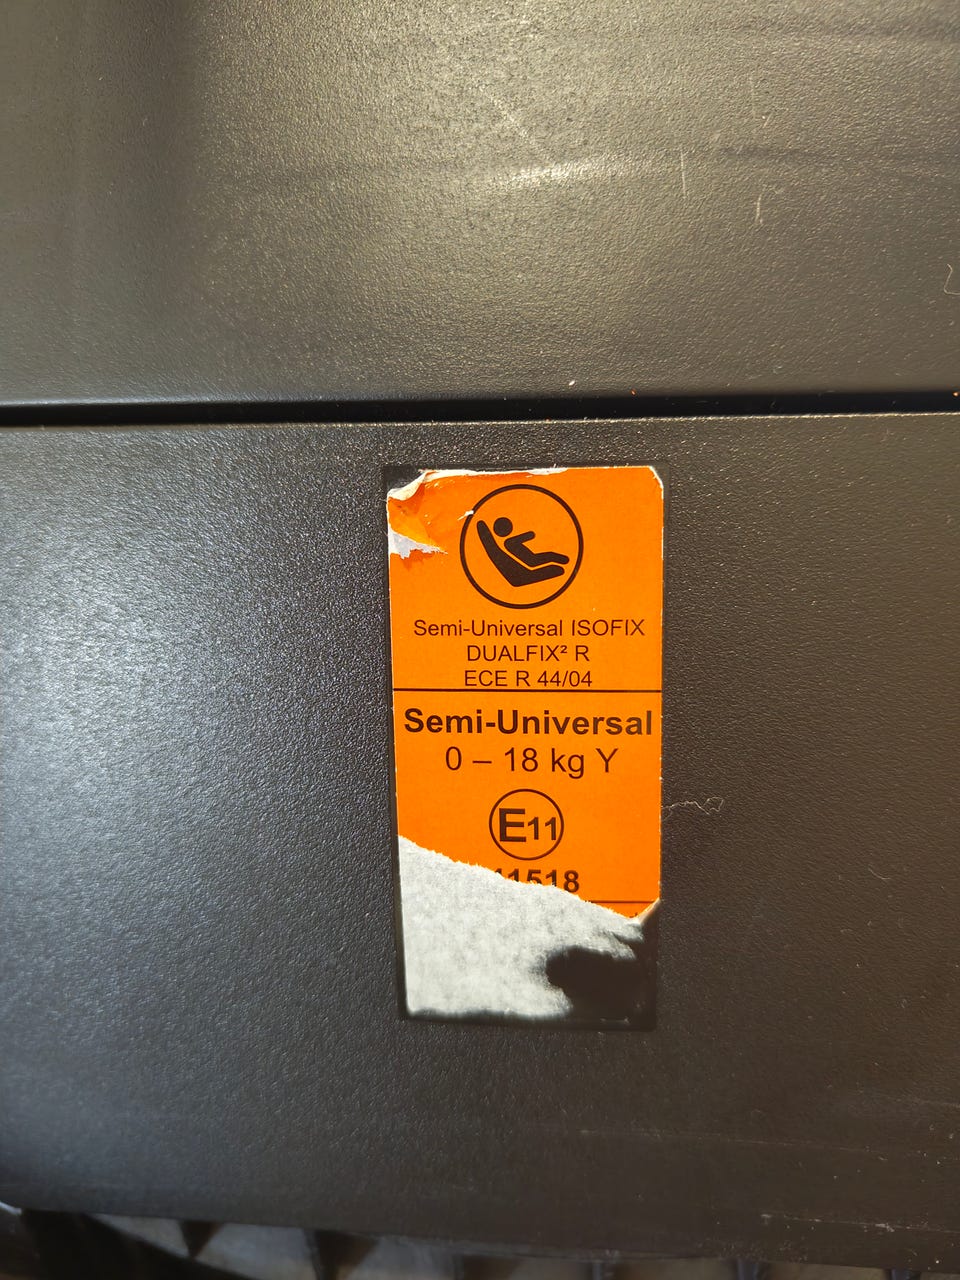 Semi-Universal ISOFIX
DUALFIX² R
ECE R 44/04
Semi-Universal
0 – 18 kg Y
E11